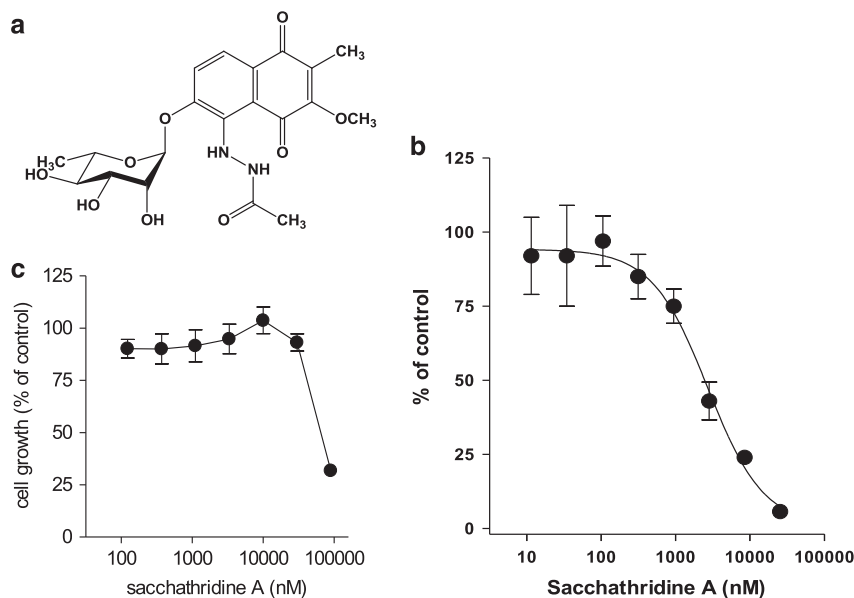 a
O
CH₃
O
OCH₃
HN
O
NH
H₃C
O
HO
HO
OH
O
CH₃
b
125
100
75
50
25
0
% of control
10 100 1000 10000 100000
Sacchathridine A (nM)
c
125
100
75
50
25
0
cell growth (% of control)
100 1000 10000 100000
sacchathridine A (nM)